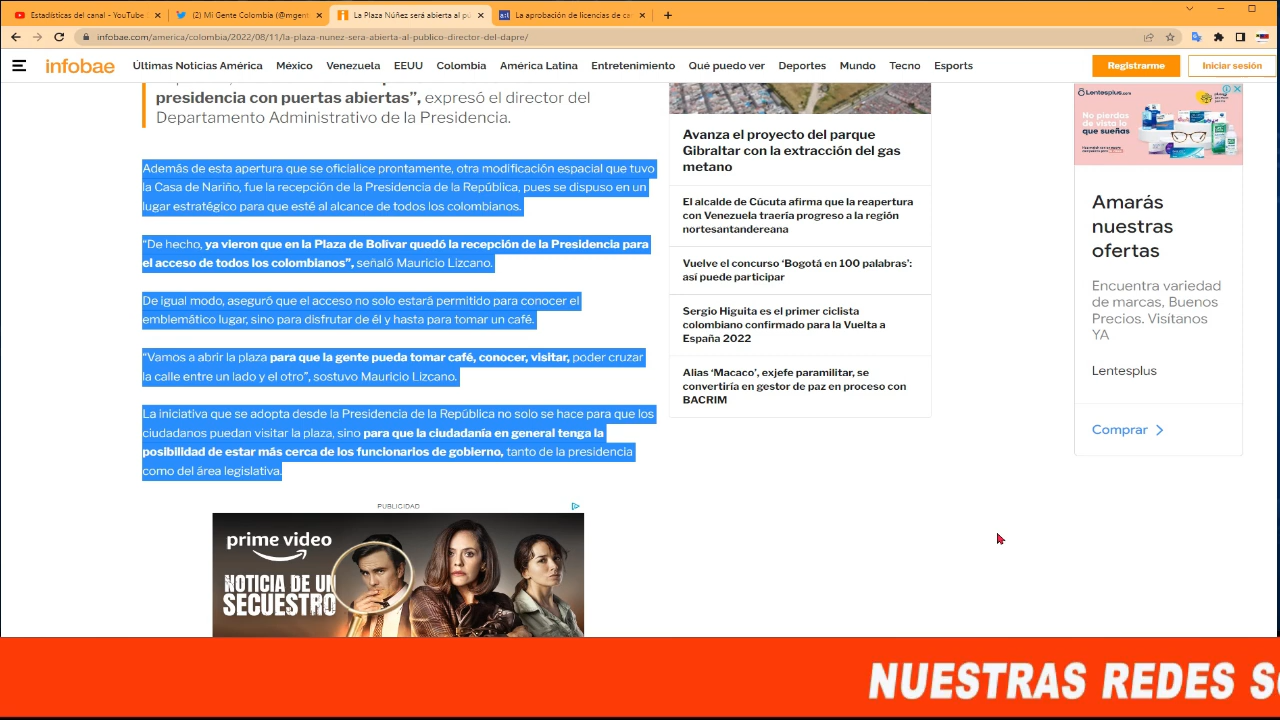 Estadísticas del canal - YouTube
(2) Mi Gente Colombia (@mgent
La Plaza Núñez será abierta al pú
La aprobación de licencias de ca
infobae.com/america/colombia/2022/08/11/la-plaza-nunez-sera-abierta-al-publico-director-del-dapre/
infobae
Últimas Noticias América México Venezuela EEUU Colombia América Latina Entretenimiento Qué puedo ver Deportes Mundo Tecno Esports
Registrarme
Iniciar sesión
presidencia con puertas abiertas”, expresó el director del
Departamento Administrativo de la Presidencia.
Además de esta apertura que se oficialice prontamente, otra modificación espacial que tuvo
la Casa de Nariño, fue la recepción de la Presidencia de la República, pues se dispuso en un
lugar estratégico para que esté al alcance de todos los colombianos.
“De hecho, ya vieron que en la Plaza de Bolívar quedó la recepción de la Presidencia para
el acceso de todos los colombianos”, señaló Mauricio Lizcano.
De igual modo, aseguró que el acceso no solo estará permitido para conocer el
emblemático lugar, sino para disfrutar de él y hasta para tomar un café.
“Vamos a abrir la plaza para que la gente pueda tomar café, conocer, visitar, poder cruzar
la calle entre un lado y el otro”, sostuvo Mauricio Lizcano.
La iniciativa que se adopta desde la Presidencia de la República no solo se hace para que los
ciudadanos puedan visitar la plaza, sino para que la ciudadanía en general tenga la
posibilidad de estar más cerca de los funcionarios de gobierno, tanto de la presidencia
como del área legislativa.
PUBLICIDAD
prime video
NOTICIA DE UN
SECUESTRO
Avanza el proyecto del parque
Gibraltar con la extracción del gas
metano
El alcalde de Cúcuta afirma que la reapertura
con Venezuela traería progreso a la región
nortesantandereana
Vuelve el concurso ‘Bogotá en 100 palabras’:
así puede participar
Sergio Higuita es el primer ciclista
colombiano confirmado para la Vuelta a
España 2022
Alias ‘Macaco’, exjefe paramilitar, se
convertiría en gestor de paz en proceso con
BACRIM
Lentesplus.com
No pierdas
de vista lo
que sueñas
Amarás
nuestras
ofertas
Encuentra variedad
de marcas, Buenos
Precios. Visítanos
YA
Lentesplus
Comprar
NUESTRAS REDES S